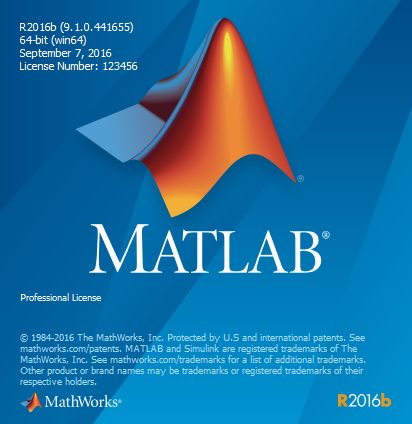 R2016b (9.1.0.441655)
64-bit (win64)
September 7, 2016
License Number: 123456
®
MATLAB®
Professional License
© 1984-2016 The MathWorks, Inc. Protected by U.S and international patents. See
mathworks.com/patents. MATLAB and Simulink are registered trademarks of The
MathWorks, Inc. See mathworks.com/trademarks for a list of additional trademarks.
Other product or brand names may be trademarks or registered trademarks of their
respective holders.
MathWorks®
R2016b